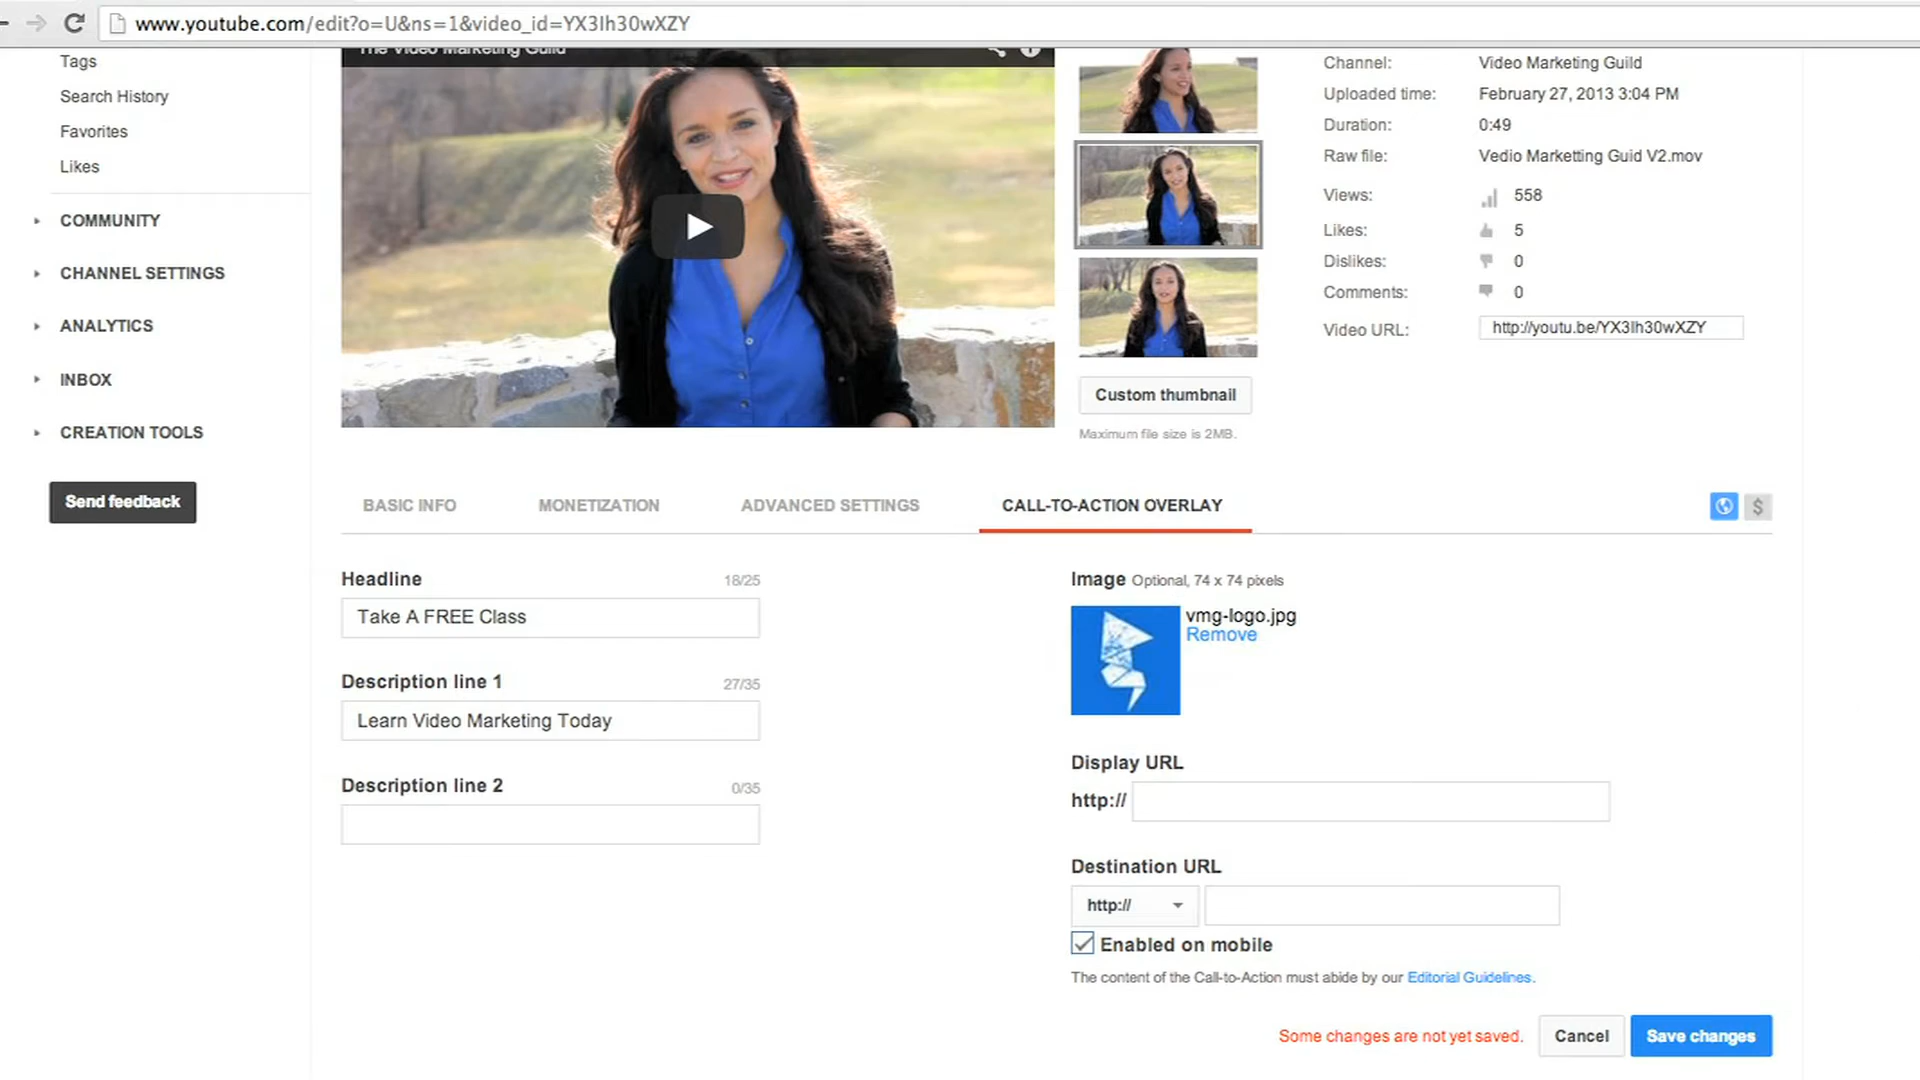 www.youtube.com/edit?o=U&ns=1&video_id=YX3Ih30wXZY
Tags
Search History
Favorites
Likes
COMMUNITY
CHANNEL SETTINGS
ANALYTICS
INBOX
CREATION TOOLS
Send feedback
The Video Marketing Guild
Custom thumbnail
Maximum file size is 2MB.
Channel: Video Marketing Guild
Uploaded time: February 27, 2013 3:04 PM
Duration: 0:49
Raw file: Vedio Marketting Guid V2.mov
Views: 558
Likes: 5
Dislikes: 0
Comments: 0
Video URL: http://youtu.be/YX3Ih30wXZY
BASIC INFO MONETIZATION ADVANCED SETTINGS CALL-TO-ACTION OVERLAY $
Headline 18/25
Take A FREE Class
Description line 1 27/35
Learn Video Marketing Today
Description line 2 0/35
Image Optional, 74 x 74 pixels
vmg-logo.jpg
Remove
Display URL
http://
Destination URL
http://
Enabled on mobile
The content of the Call-to-Action must abide by our Editorial Guidelines.
Some changes are not yet saved. Cancel Save changes